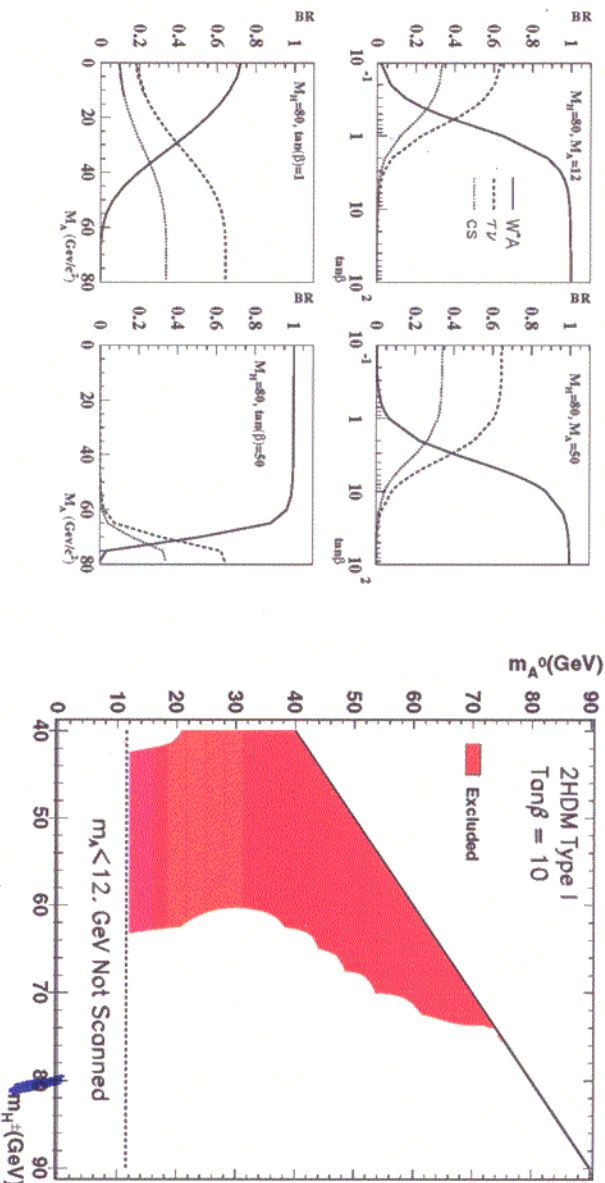 BR
1
0.8
0.6
0.4
0.2
0
10⁻¹
1
10
10²
tanβ
M_H=80, M_A=12
W*A
τν
cs
BR
1
0.8
0.6
0.4
0.2
0
10⁻¹
1
10
10²
tanβ
M_H=80, M_A=50
BR
1
0.8
0.6
0.4
0.2
0
0 20 40 60 80
M_A (Gev/c²)
M_H=80, tan(β)=1
BR
1
0.8
0.6
0.4
0.2
0
0 20 40 60 80
M_A (Gev/c²)
M_H=80, tan(β)=50
m_A⁰(GeV)
90
80
70
60
50
40
30
20
10
0
2HDM Type I
Tanβ = 10
Excluded
m_A<12. GeV Not Scanned
40 50 60 70 80 90
m_H±(GeV)